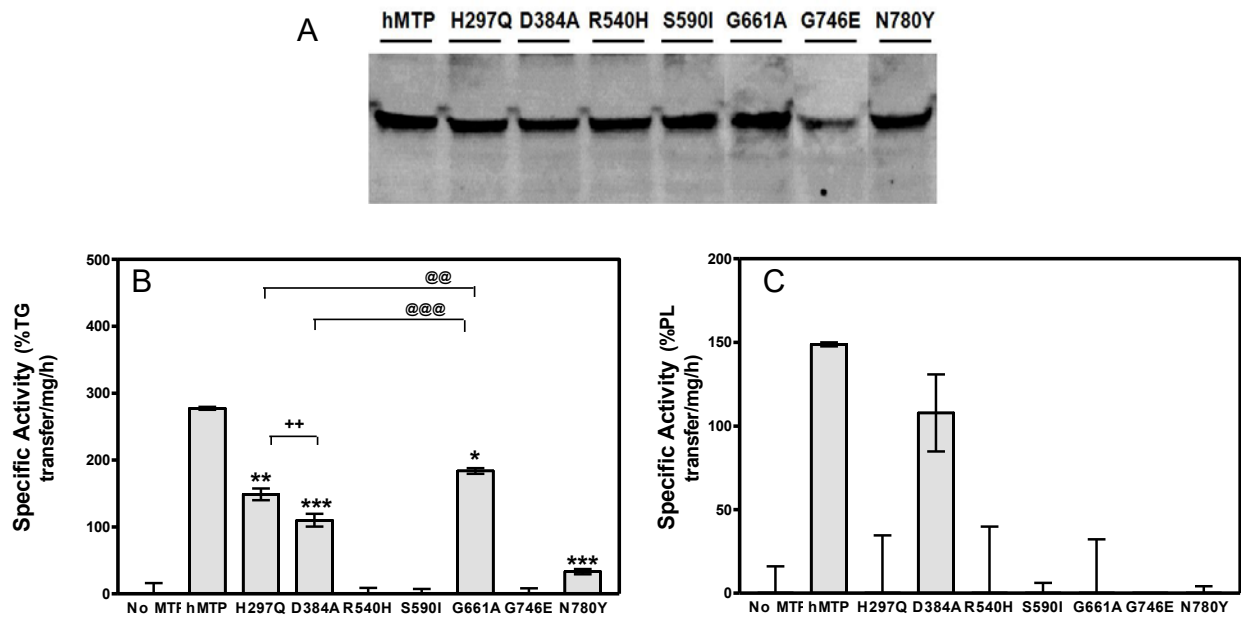 A
hMTP H297Q D384A R540H S590I G661A G746E N780Y
B
Specific Activity (%TG
transfer/mg/h)
500
400
300
200
100
0
@@
@@@
++
**
***
*
***
No MTP hMTP H297Q D384A R540H S590I G661A G746E N780Y
C
Specific Activity (%PL
transfer/mg/h)
200
150
100
50
0
No MTP hMTP H297Q D384A R540H S590I G661A G746E N780Y